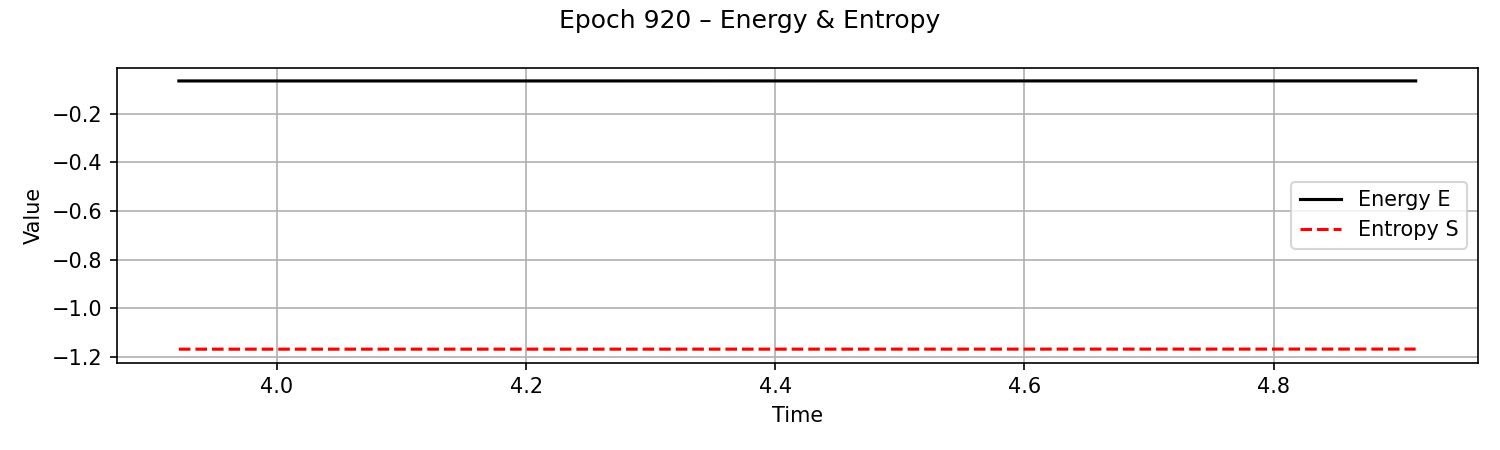 Epoch 920 – Energy & Entropy
Value
−0.2
−0.4
−0.6
−0.8
−1.0
−1.2
Energy E
Entropy S
4.0 4.2 4.4 4.6 4.8
Time